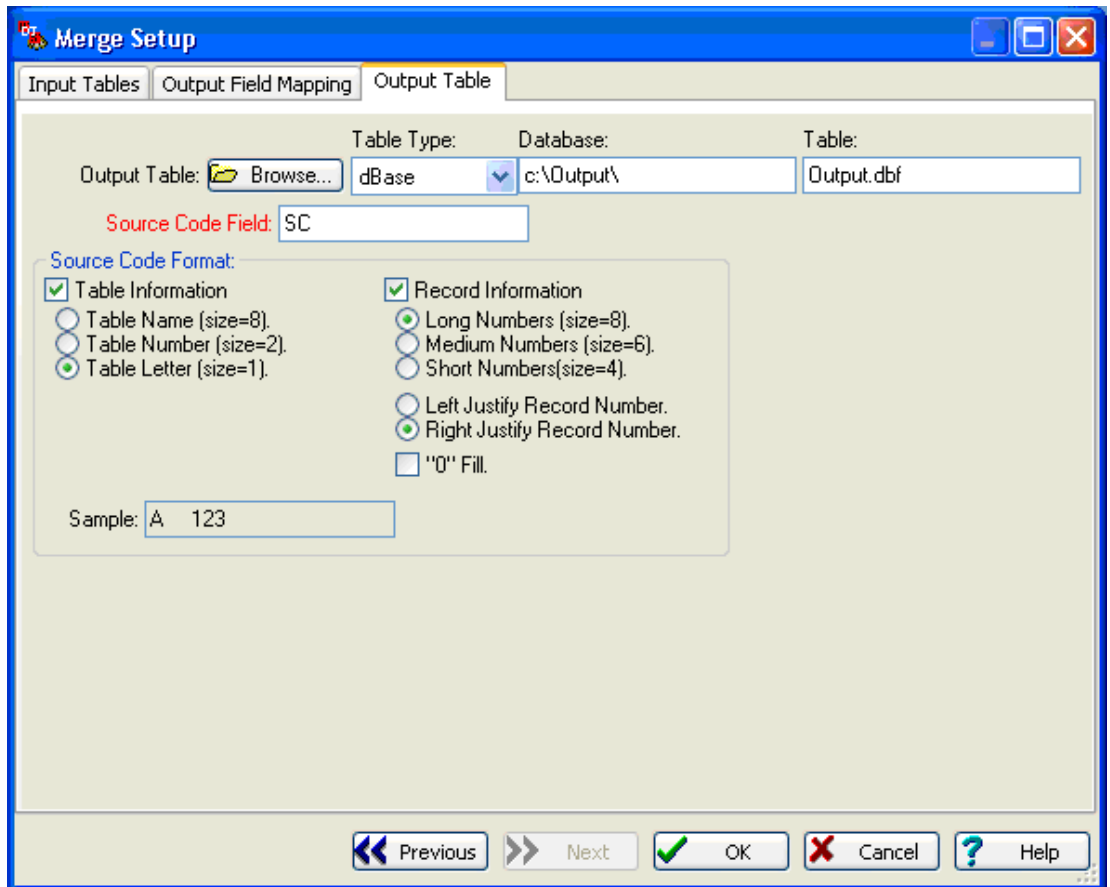 Merge Setup
Input Tables
Output Field Mapping
Output Table
Table Type:
Database:
Table:
Output Table:
Browse...
dBase
c:\Output\
Output.dbf
Source Code Field:
SC
Source Code Format:
Table Information
Table Name (size=8).
Table Number (size=2).
Table Letter (size=1).
Record Information
Long Numbers (size=8).
Medium Numbers (size=6).
Short Numbers(size=4).
Left Justify Record Number.
Right Justify Record Number.
"0" Fill.
Sample:
A    123
Previous
Next
OK
Cancel
Help